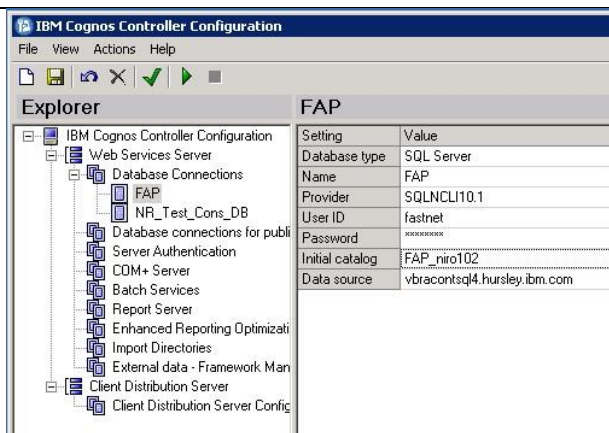 IBM Cognos Controller Configuration
File View Actions Help
Explorer
FAP
IBM Cognos Controller Configuration
Web Services Server
Database Connections
FAP
NR_Test_Cons_DB
Database connections for publi
Server Authentication
COM+ Server
Batch Services
Report Server
Enhanced Reporting Optimizati
Import Directories
External data - Framework Man
Client Distribution Server
Client Distribution Server Config
Setting Value
Database type SQL Server
Name FAP
Provider SQLNCLI10.1
User ID fastnet
Password ********
Initial catalog FAP_niro102
Data source vbracontsql4.hursley.ibm.com